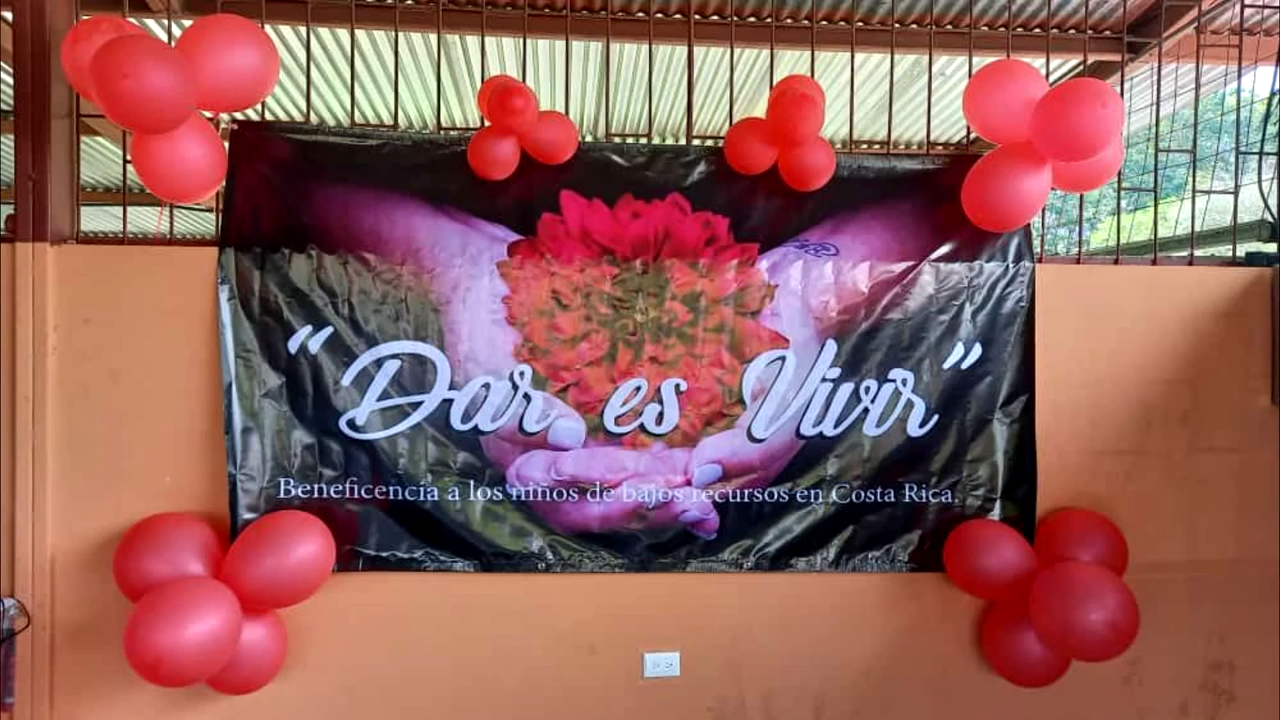 “Dar es Vivir”
Beneficencia a los niños de bajos recursos en Costa Rica.